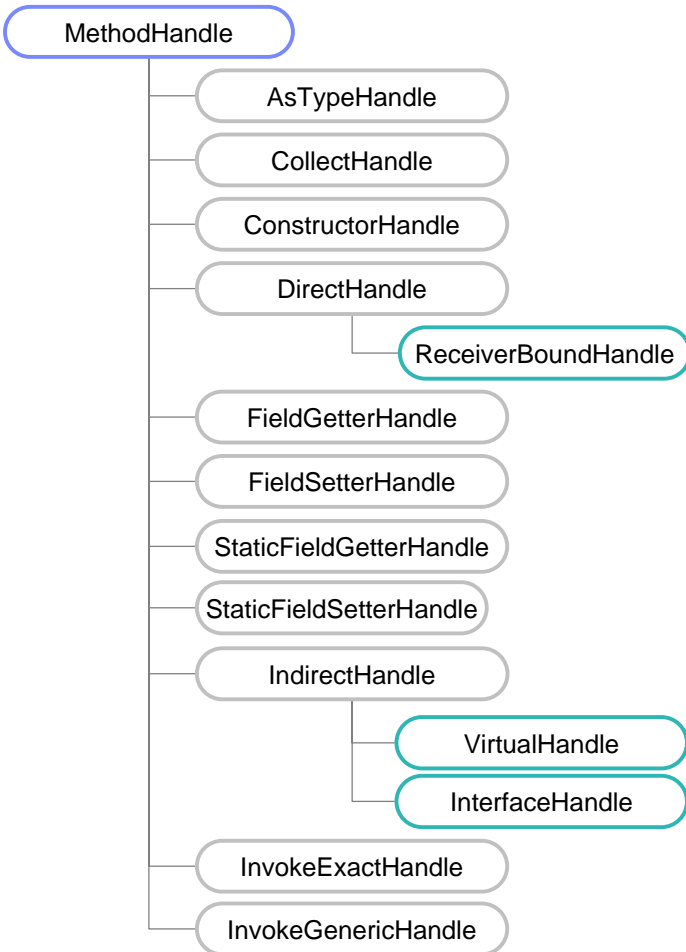 MethodHandle
AsTypeHandle
CollectHandle
ConstructorHandle
DirectHandle
ReceiverBoundHandle
FieldGetterHandle
FieldSetterHandle
StaticFieldGetterHandle
StaticFieldSetterHandle
IndirectHandle
VirtualHandle
InterfaceHandle
InvokeExactHandle
InvokeGenericHandle